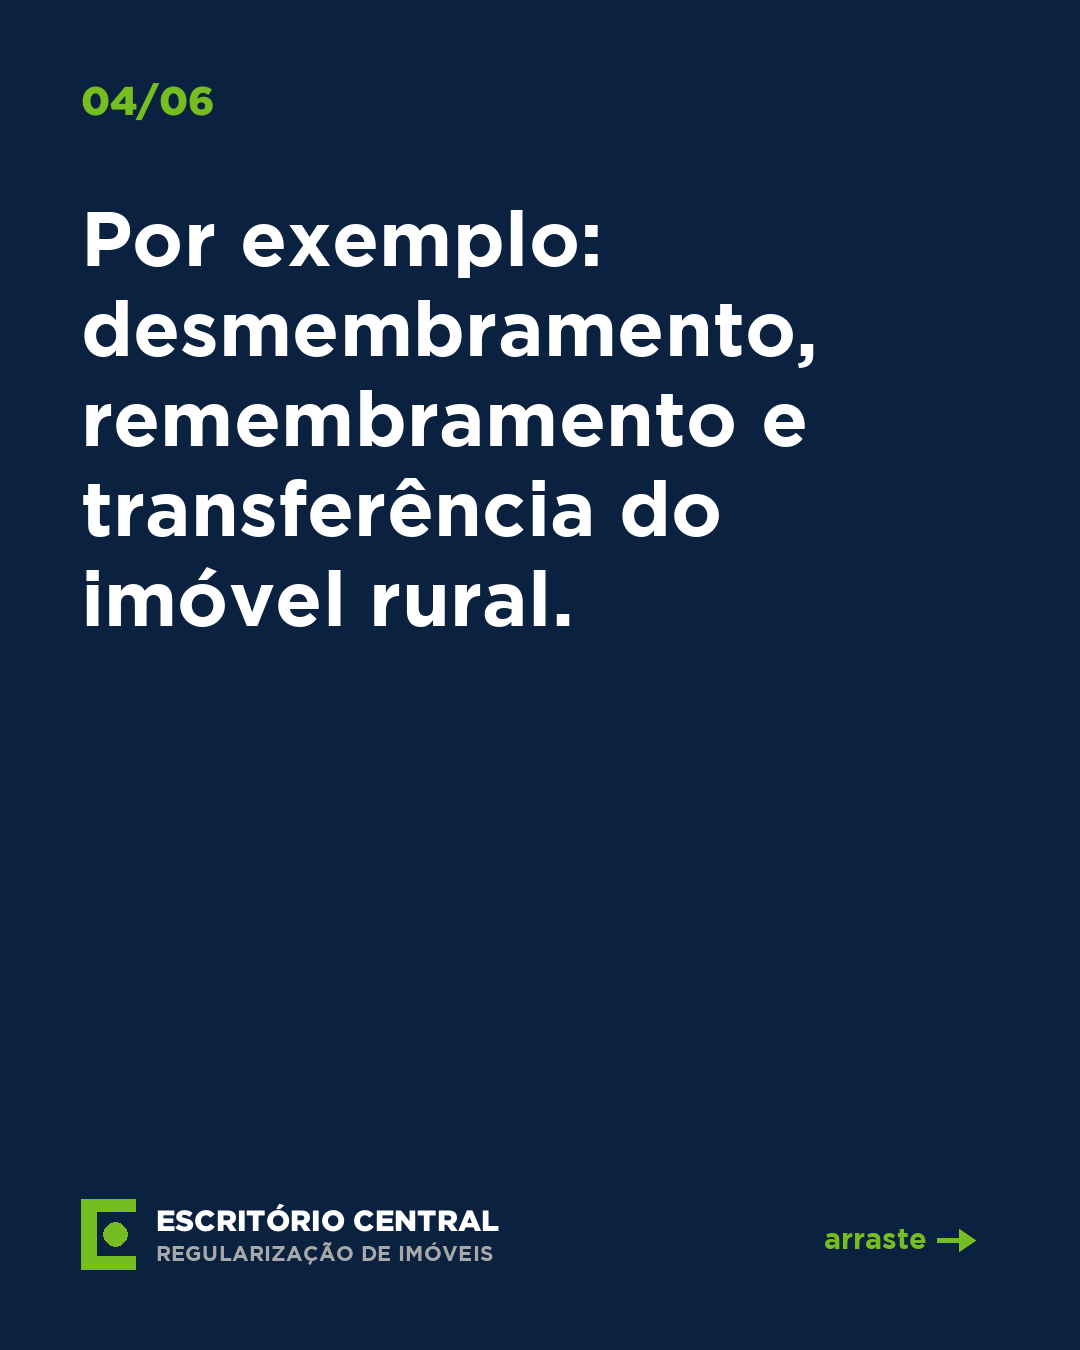 04/06
Por exemplo:
desmembramento,
remembramento e
transferência do
imóvel rural.
ESCRITÓRIO CENTRAL
REGULARIZAÇÃO DE IMÓVEIS
arraste